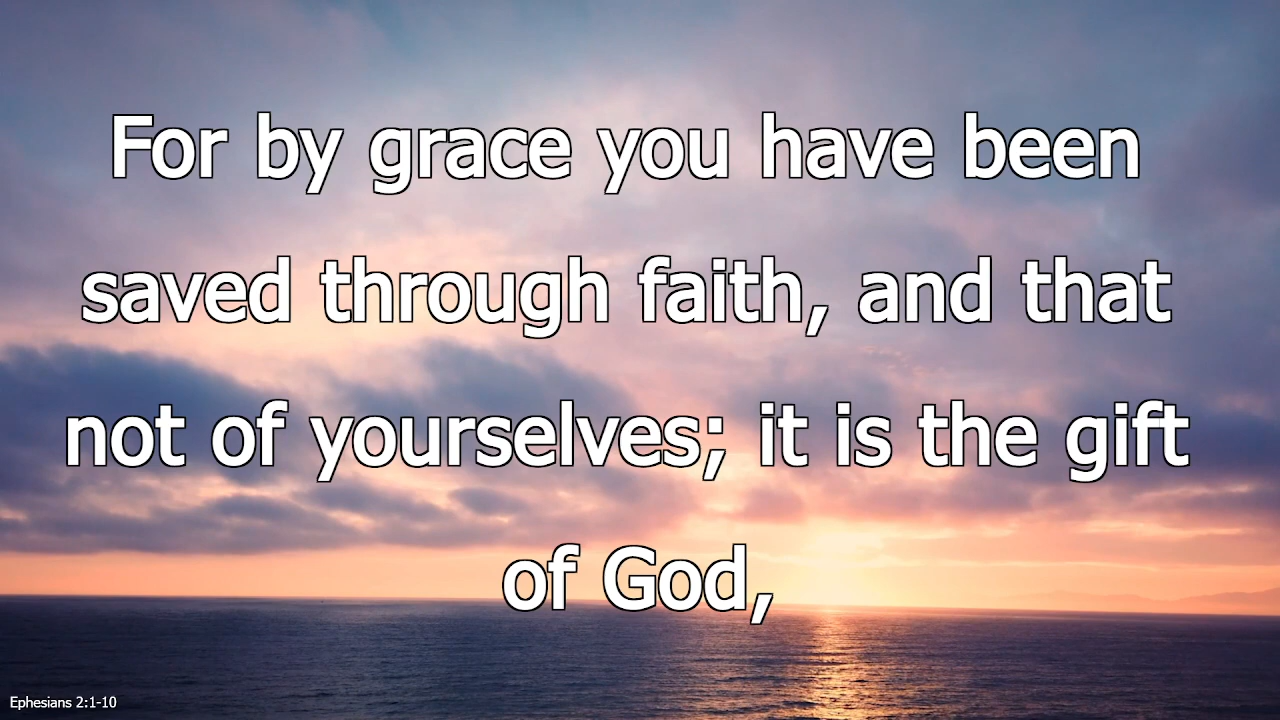 For by grace you have been
saved through faith, and that
not of yourselves; it is the gift
of God,
Ephesians 2:1-10